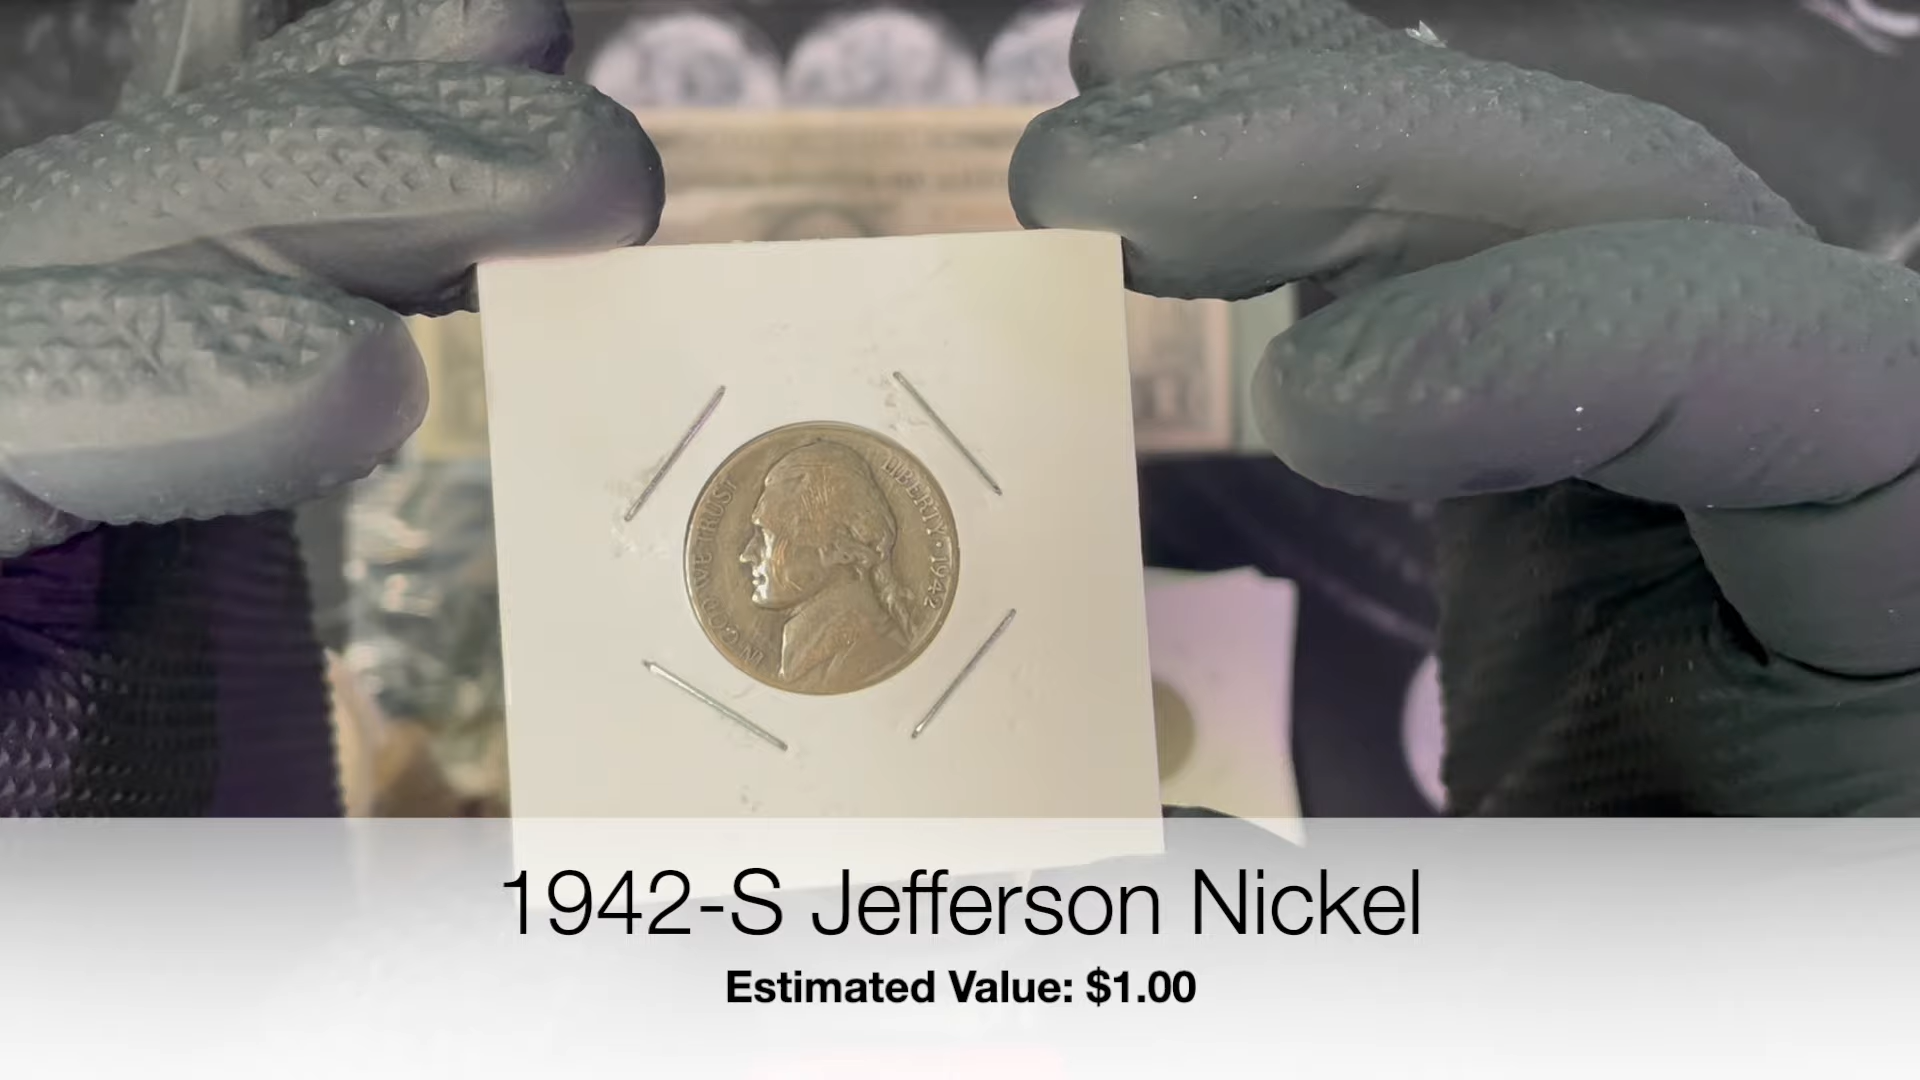 IN GOD WE TRUST
LIBERTY · 1942
1942-S Jefferson Nickel
Estimated Value: $1.00